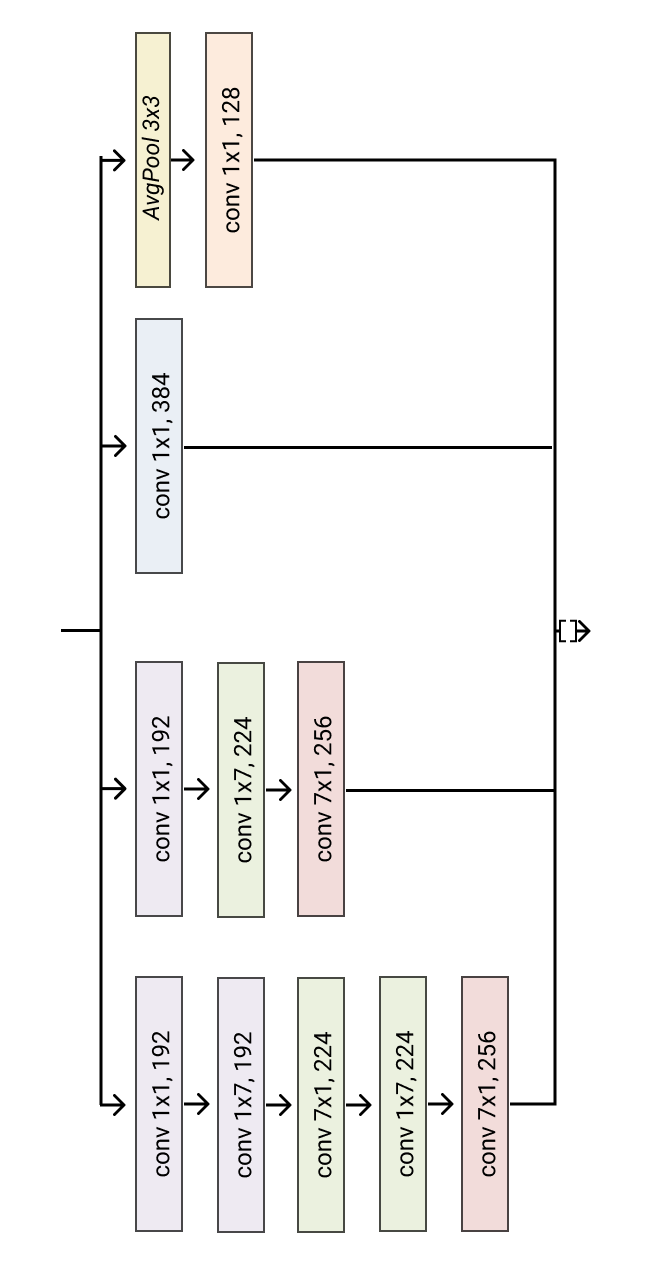 AvgPool 3x3
conv 1x1, 128
conv 1x1, 384
conv 1x1, 192
conv 1x7, 224
conv 7x1, 256
conv 1x1, 192
conv 1x7, 192
conv 7x1, 224
conv 1x7, 224
conv 7x1, 256